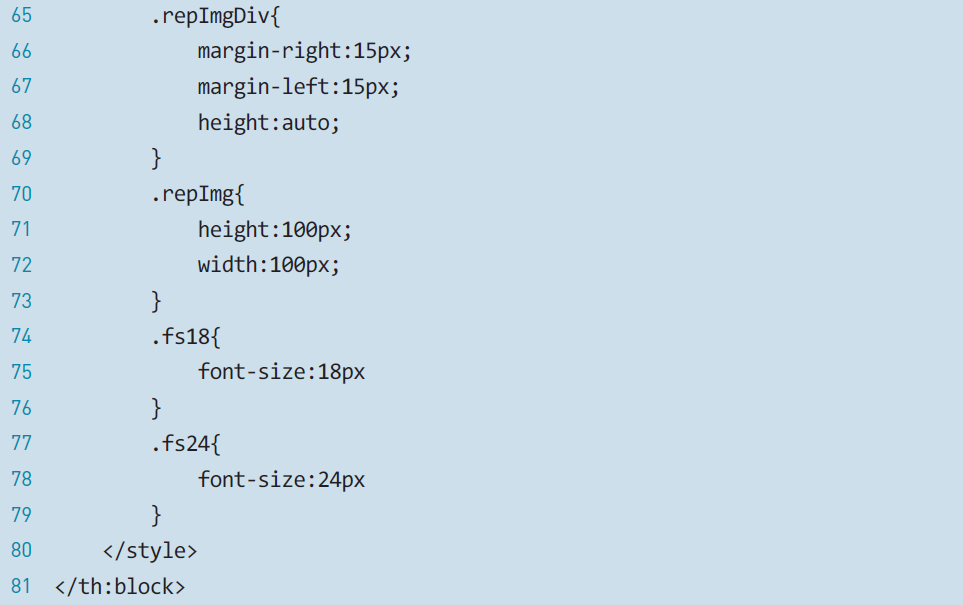 65         .repImgDiv{
66             margin-right:15px;
67             margin-left:15px;
68             height:auto;
69         }
70         .repImg{
71             height:100px;
72             width:100px;
73         }
74         .fs18{
75             font-size:18px
76         }
77         .fs24{
78             font-size:24px
79         }
80     </style>
81 </th:block>